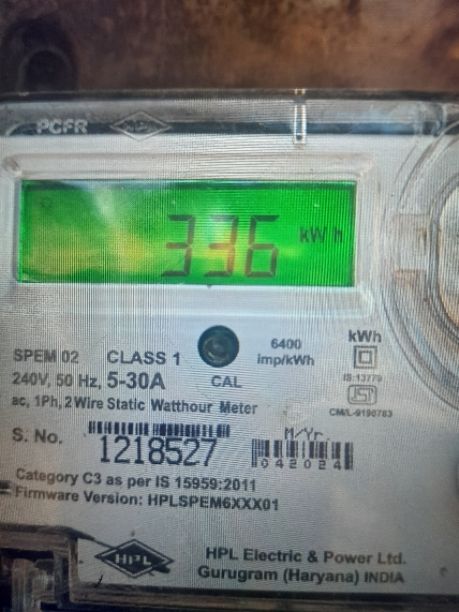 PCFR HPL
336 kWh
SPEM 02 CLASS 1 6400 imp/kWh kWh
240V, 50 Hz, 5-30A CAL IS:13779
ac, 1Ph, 2 Wire Static Watthour Meter ISI CM/L-9190783
S. No. 1218527 M/Yr. 042024
Category C3 as per IS 15959:2011
Firmware Version: HPLSPEM6XXX01
HPL HPL Electric & Power Ltd.
Gurugram (Haryana) INDIA